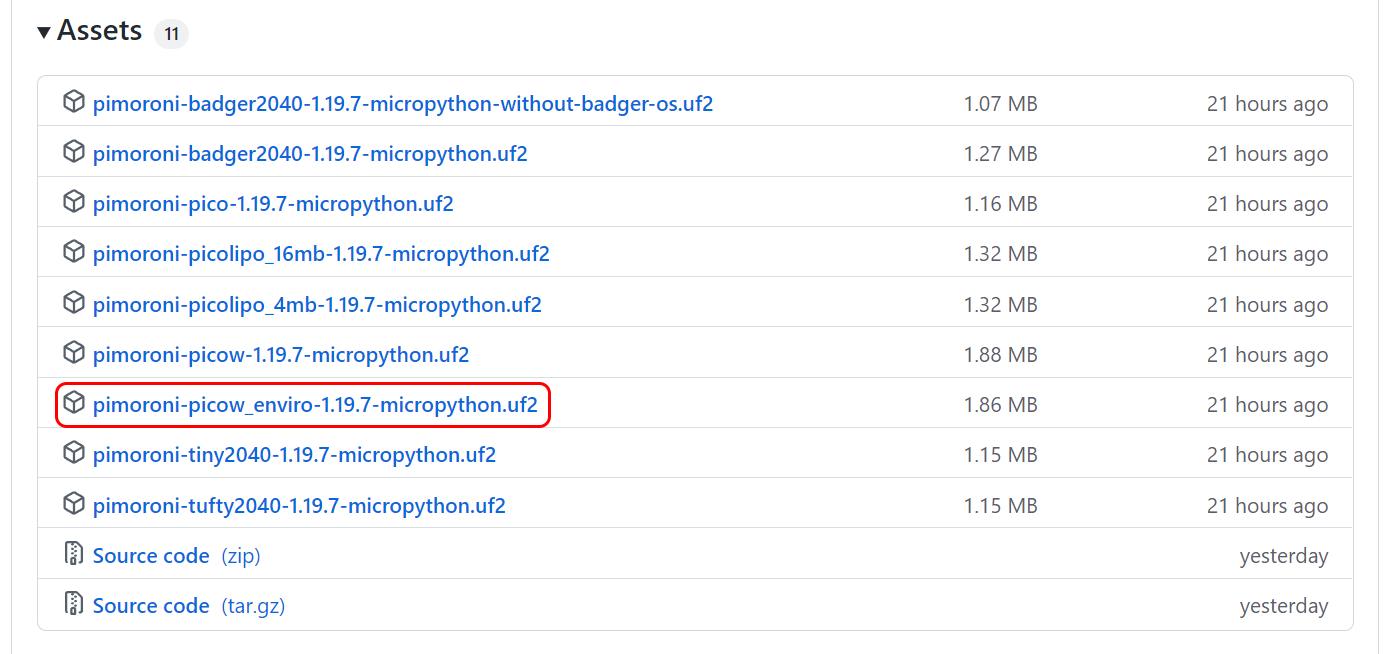 Assets 11
pimoroni-badger2040-1.19.7-micropython-without-badger-os.uf2 1.07 MB 21 hours ago
pimoroni-badger2040-1.19.7-micropython.uf2 1.27 MB 21 hours ago
pimoroni-pico-1.19.7-micropython.uf2 1.16 MB 21 hours ago
pimoroni-picolipo_16mb-1.19.7-micropython.uf2 1.32 MB 21 hours ago
pimoroni-picolipo_4mb-1.19.7-micropython.uf2 1.32 MB 21 hours ago
pimoroni-picow-1.19.7-micropython.uf2 1.88 MB 21 hours ago
pimoroni-picow_enviro-1.19.7-micropython.uf2 1.86 MB 21 hours ago
pimoroni-tiny2040-1.19.7-micropython.uf2 1.15 MB 21 hours ago
pimoroni-tufty2040-1.19.7-micropython.uf2 1.15 MB 21 hours ago
Source code (zip) yesterday
Source code (tar.gz) yesterday